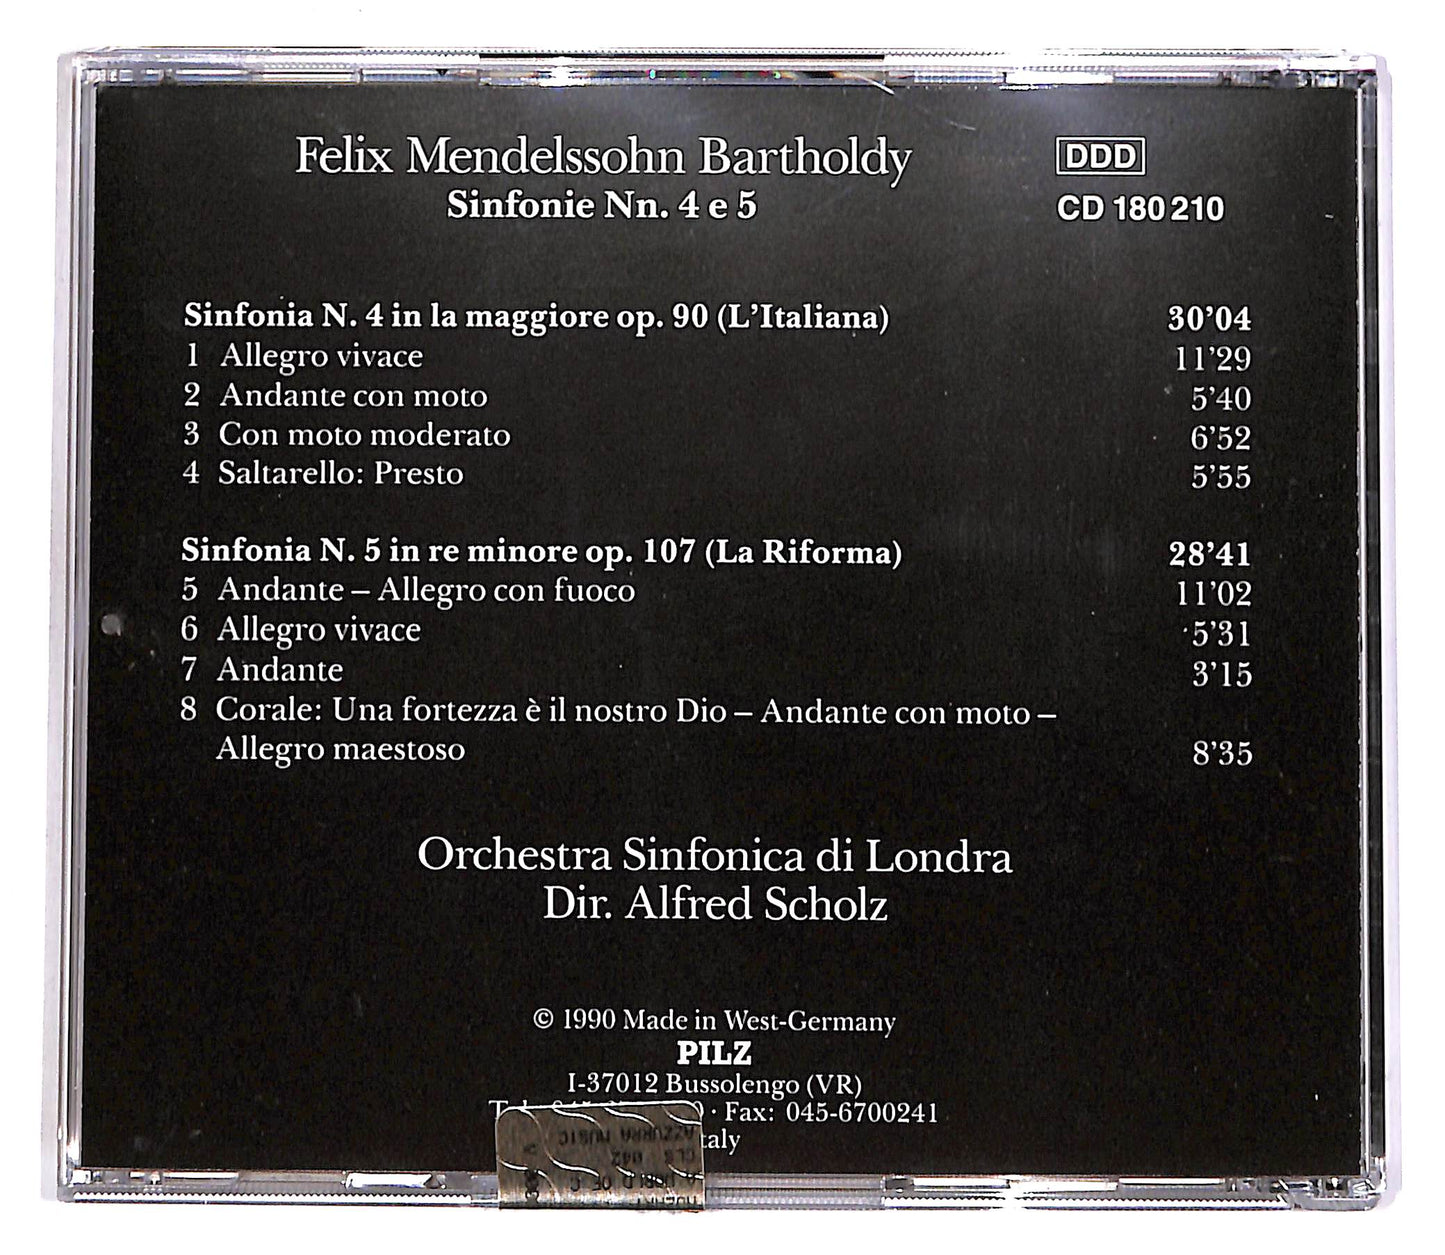 Felix Mendelssohn Bartholdy
Sinfonie Nn. 4 e 5
DDD
CD 180 210
Sinfonia N. 4 in la maggiore op. 90 (L'Italiana) 30'04
1 Allegro vivace 11'29
2 Andante con moto 5'40
3 Con moto moderato 6'52
4 Saltarello: Presto 5'55
Sinfonia N. 5 in re minore op. 107 (La Riforma) 28'41
5 Andante – Allegro con fuoco 11'02
6 Allegro vivace 5'31
7 Andante 3'15
8 Corale: Una fortezza è il nostro Dio – Andante con moto –
Allegro maestoso 8'35
Orchestra Sinfonica di Londra
Dir. Alfred Scholz
© 1990 Made in West-Germany
PILZ
I-37012 Bussolengo (VR)
· Fax: 045-6700241
AZZURRA MUSIC
CLS 042